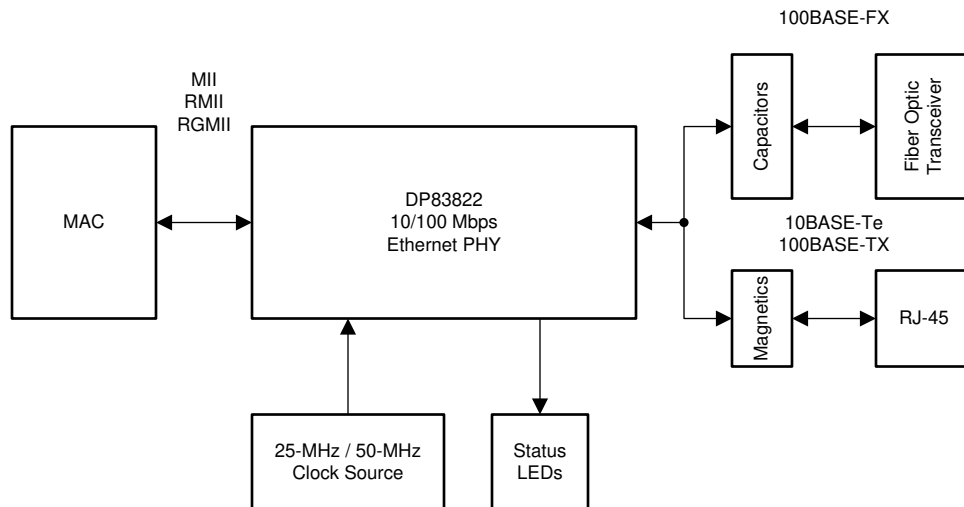 100BASE-FX
MII
RMII
RGMII
Capacitors
Fiber Optic
Transceiver
MAC
DP83822
10/100 Mbps
Ethernet PHY
10BASE-Te
100BASE-TX
Magnetics
RJ-45
25-MHz / 50-MHz
Clock Source
Status
LEDs